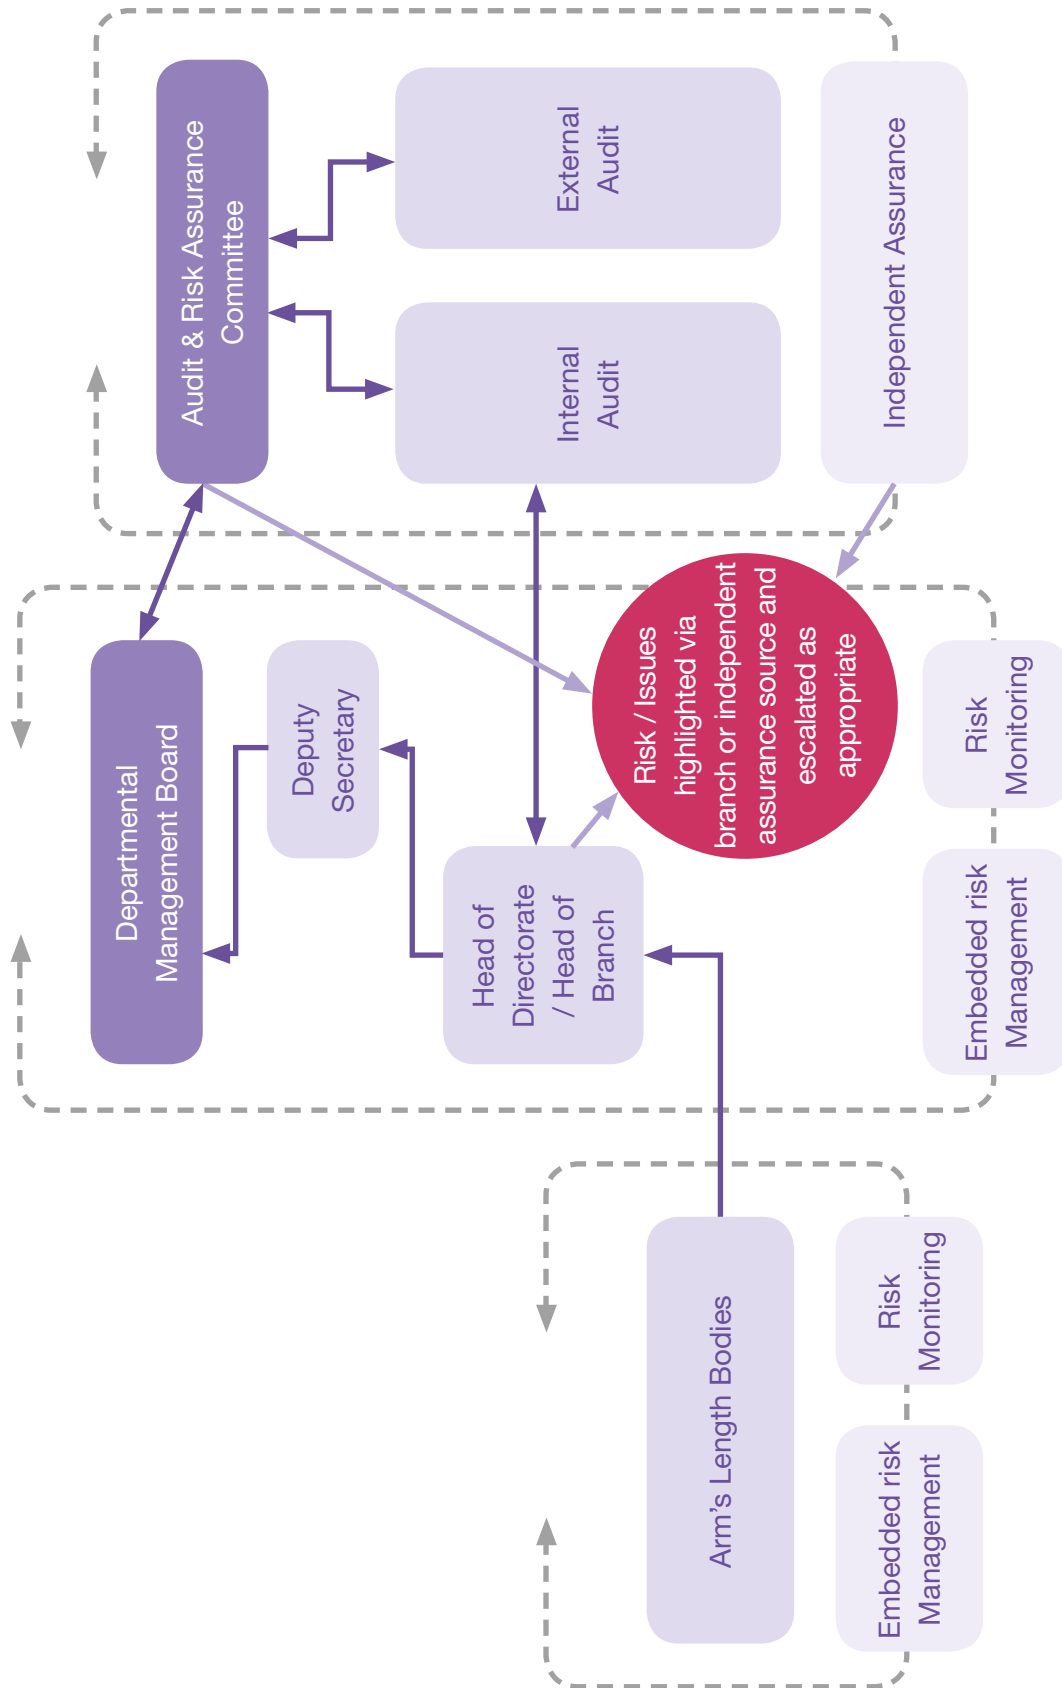 Departmental
Management Board
Audit & Risk Assurance
Committee
Deputy
Secretary
Internal
Audit
External
Audit
Head of
Directorate
/ Head of
Branch
Risk / Issues
highlighted via
branch or independent
assurance source and
escalated as
appropriate
Arm's Length Bodies
Independent Assurance
Embedded risk
Management
Risk
Monitoring
Embedded risk
Management
Risk
Monitoring